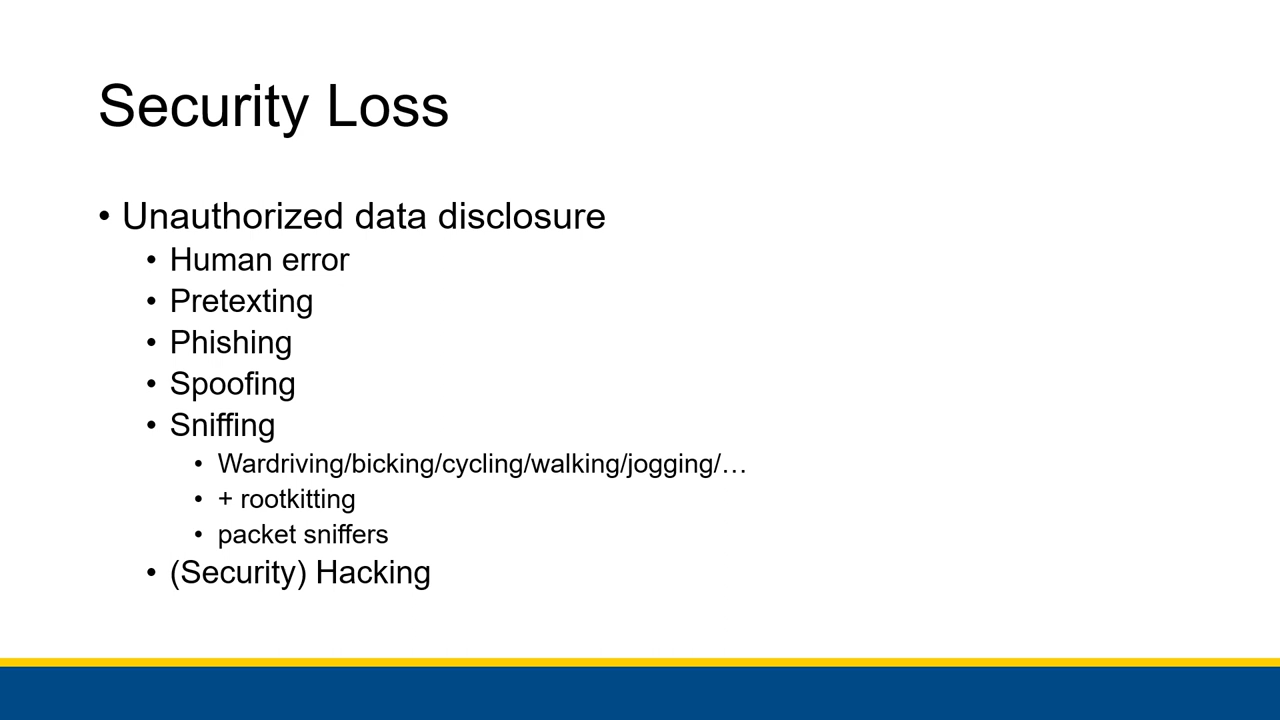 Security Loss
• Unauthorized data disclosure
• Human error
• Pretexting
• Phishing
• Spoofing
• Sniffing
• Wardriving/bicking/cycling/walking/jogging/…
• + rootkitting
• packet sniffers
• (Security) Hacking